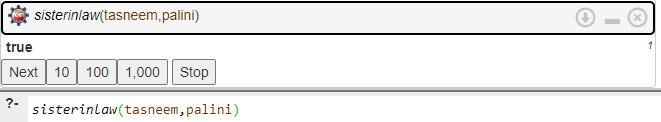 sisterinlaw(tasneem,palini)
true 1
Next 10 100 1,000 Stop
?- sisterinlaw(tasneem,palini)